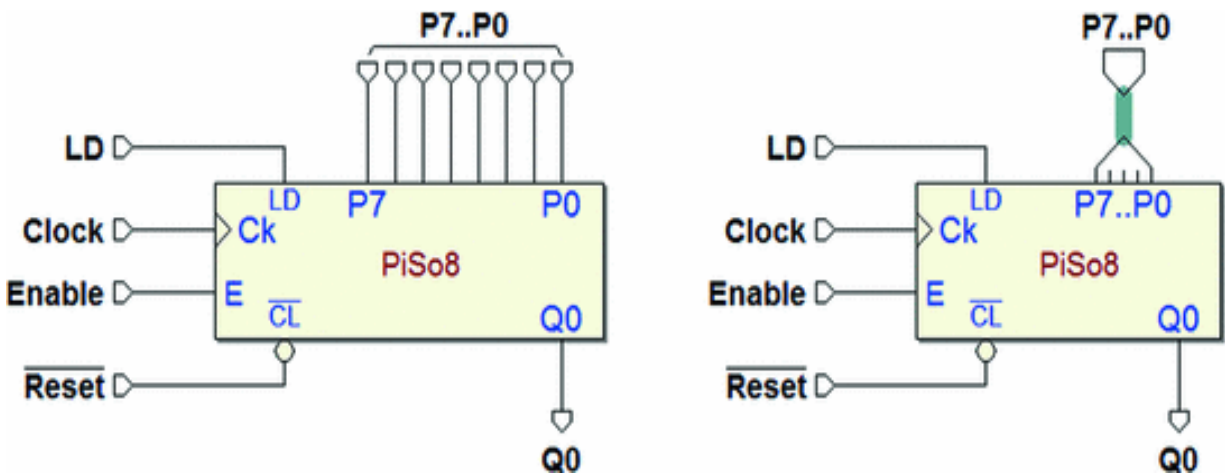 P7..P0
LD
LD
P7
P0
Clock
Ck
PiSo8
Enable
E
CL
Q0
Reset
Q0
P7..P0
LD
LD
P7..P0
Clock
Ck
PiSo8
Enable
E
CL
Q0
Reset
Q0